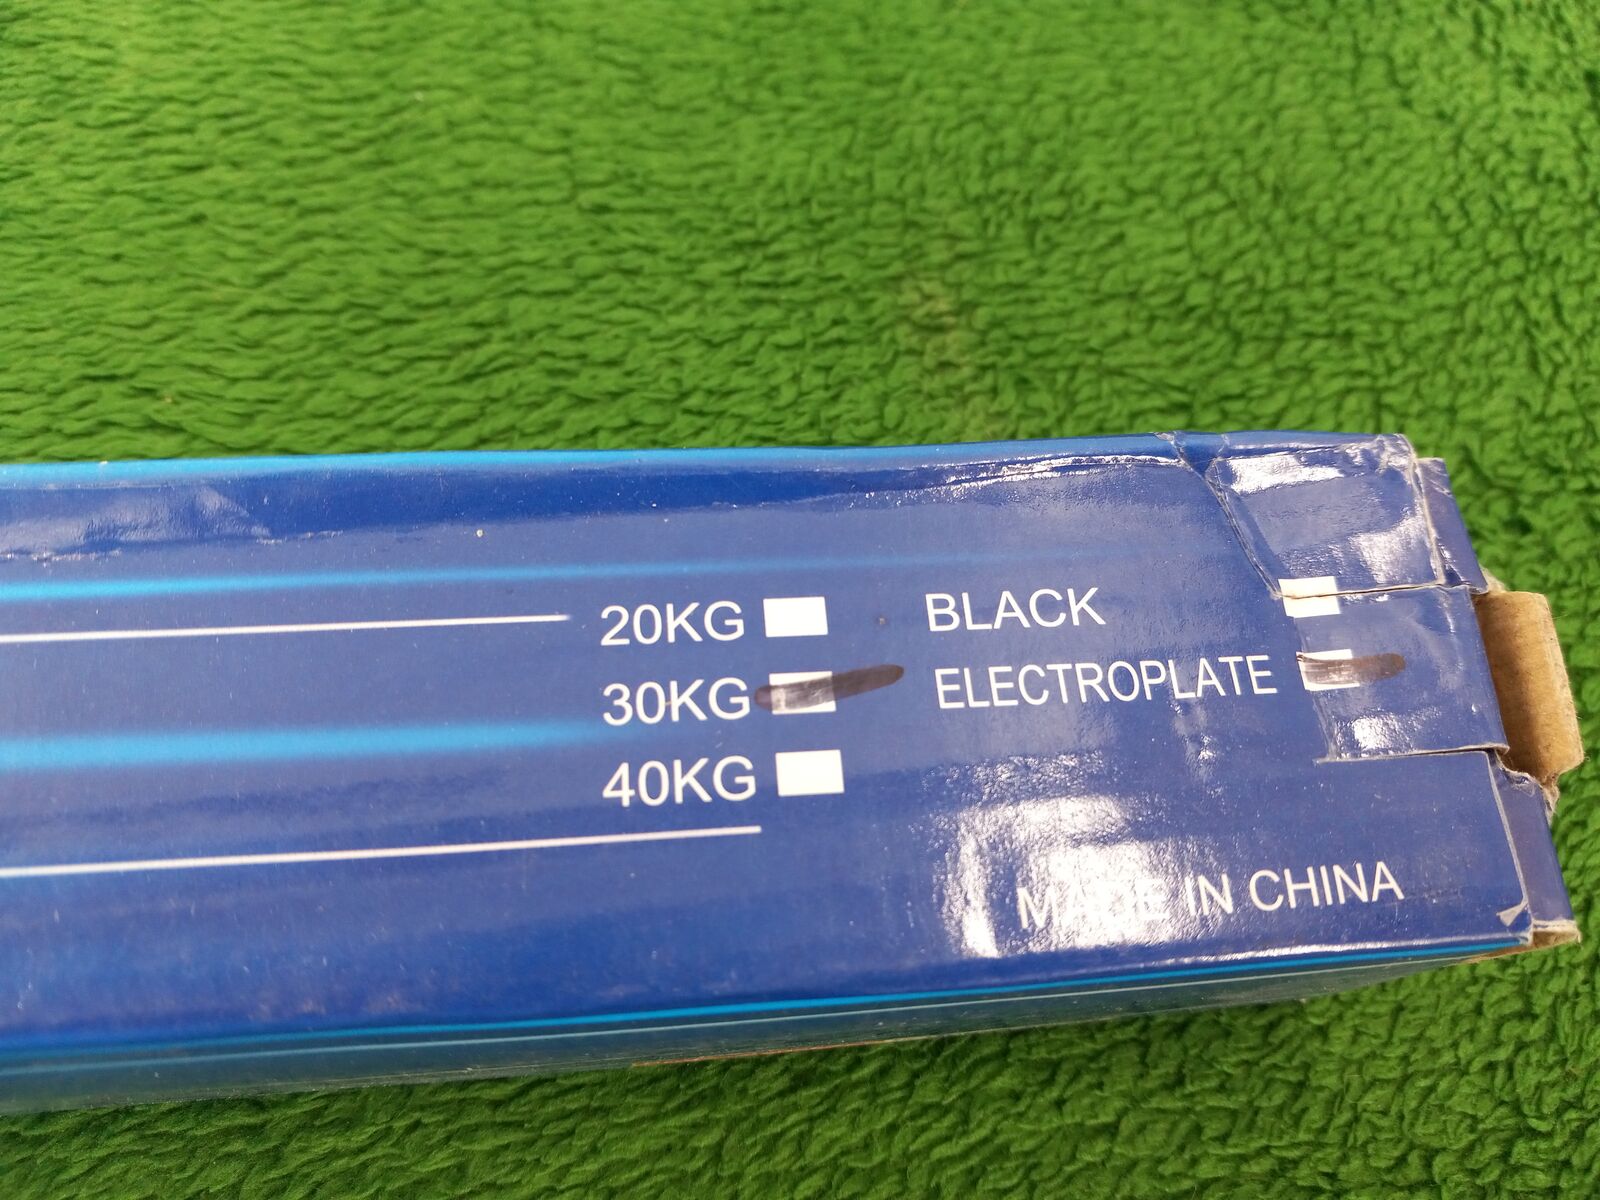 20KG
30KG
40KG
BLACK
ELECTROPLATE
MADE IN CHINA